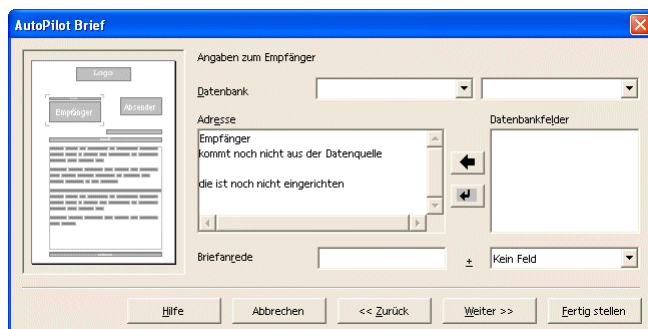 AutoPilot Brief
Logo
Empfänger
Absender
Angaben zum Empfänger
Datenbank
Adresse
Datenbankfelder
Empfänger
kommt noch nicht aus der Datenquelle
die ist noch nicht eingerichten
Briefanrede
+
Kein Feld
Hilfe
Abbrechen
<< Zurück
Weiter >>
Fertig stellen